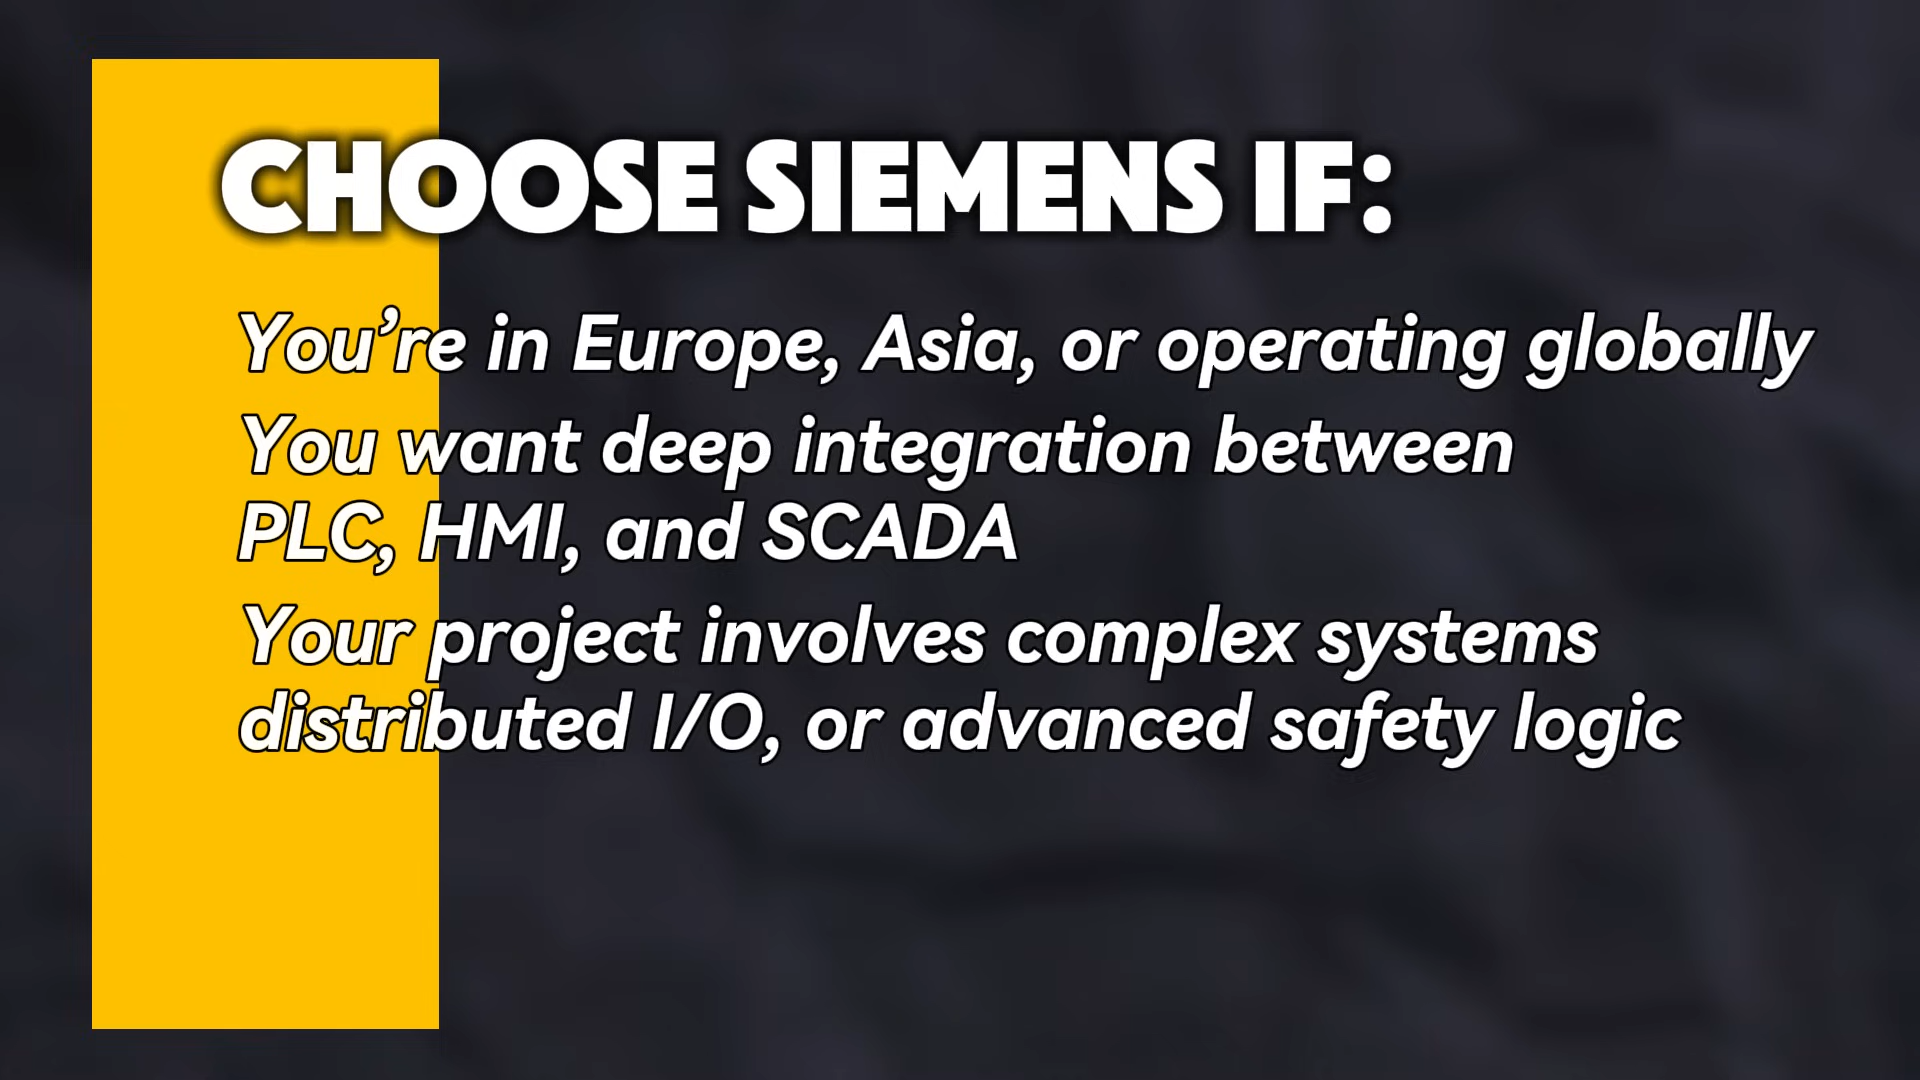 CHOOSE SIEMENS IF:
You’re in Europe, Asia, or operating globally
You want deep integration between
PLC, HMI, and SCADA
Your project involves complex systems
distributed I/O, or advanced safety logic